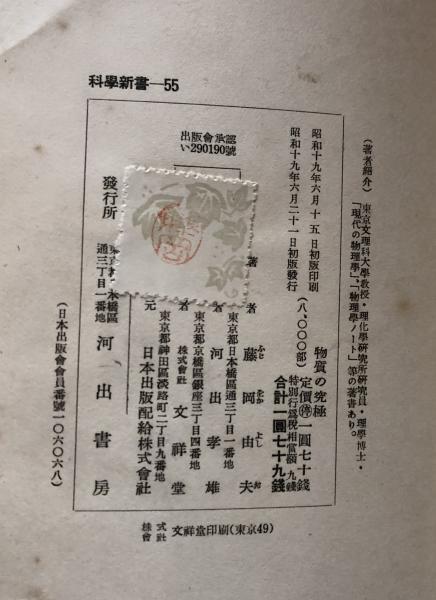 科學新書—55
(著者紹介) 東京文理科大學教授・理化學研究所研究員・理學博士・
「現代の物理學」、「物理學ノート」等の著書あり。
物質の究極
定價㊕一圓七十錢
特別行爲稅相當額 九錢
合計一圓七十九錢
昭和十九年六月十五日初版印刷
昭和十九年六月二十一日初版發行
(八、〇〇〇部)
出版會承認
い290190號
著
者
藤岡由夫
ふぢ
おか
よし
お
東京都日本橋區通三丁目一番地
者
河出孝雄
東京都京橋區銀座三丁目四番地
者
株式會社
文祥堂
東京都神田區淡路町二丁目九番地
元
日本出版配給株式會社
發行所
東京都
本橋區
通三丁目一番地
河出書房
(日本出版會會員番號一〇六〇六八)
株式會社 文祥堂印刷(東京49)